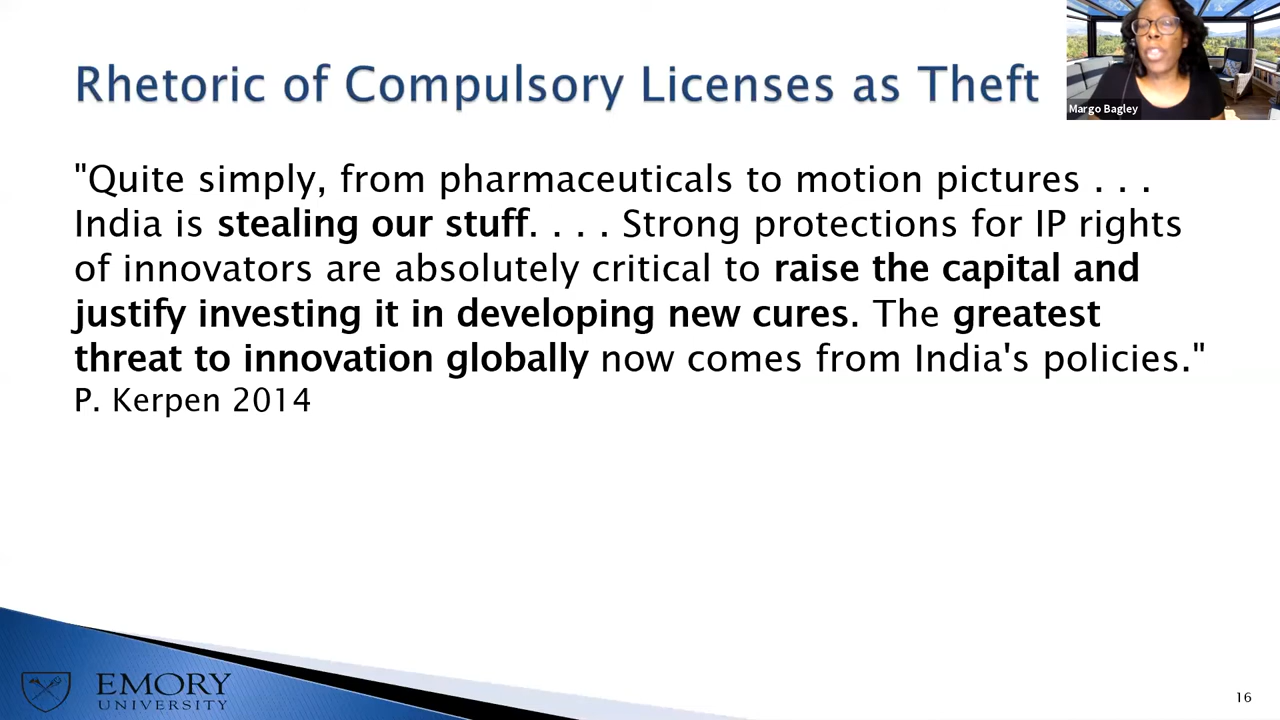 Rhetoric of Compulsory Licenses as Theft
Margo Bagley
"Quite simply, from pharmaceuticals to motion pictures . . .
India is stealing our stuff. . . . Strong protections for IP rights
of innovators are absolutely critical to raise the capital and
justify investing it in developing new cures. The greatest
threat to innovation globally now comes from India's policies."
P. Kerpen 2014
EMORY
UNIVERSITY
16